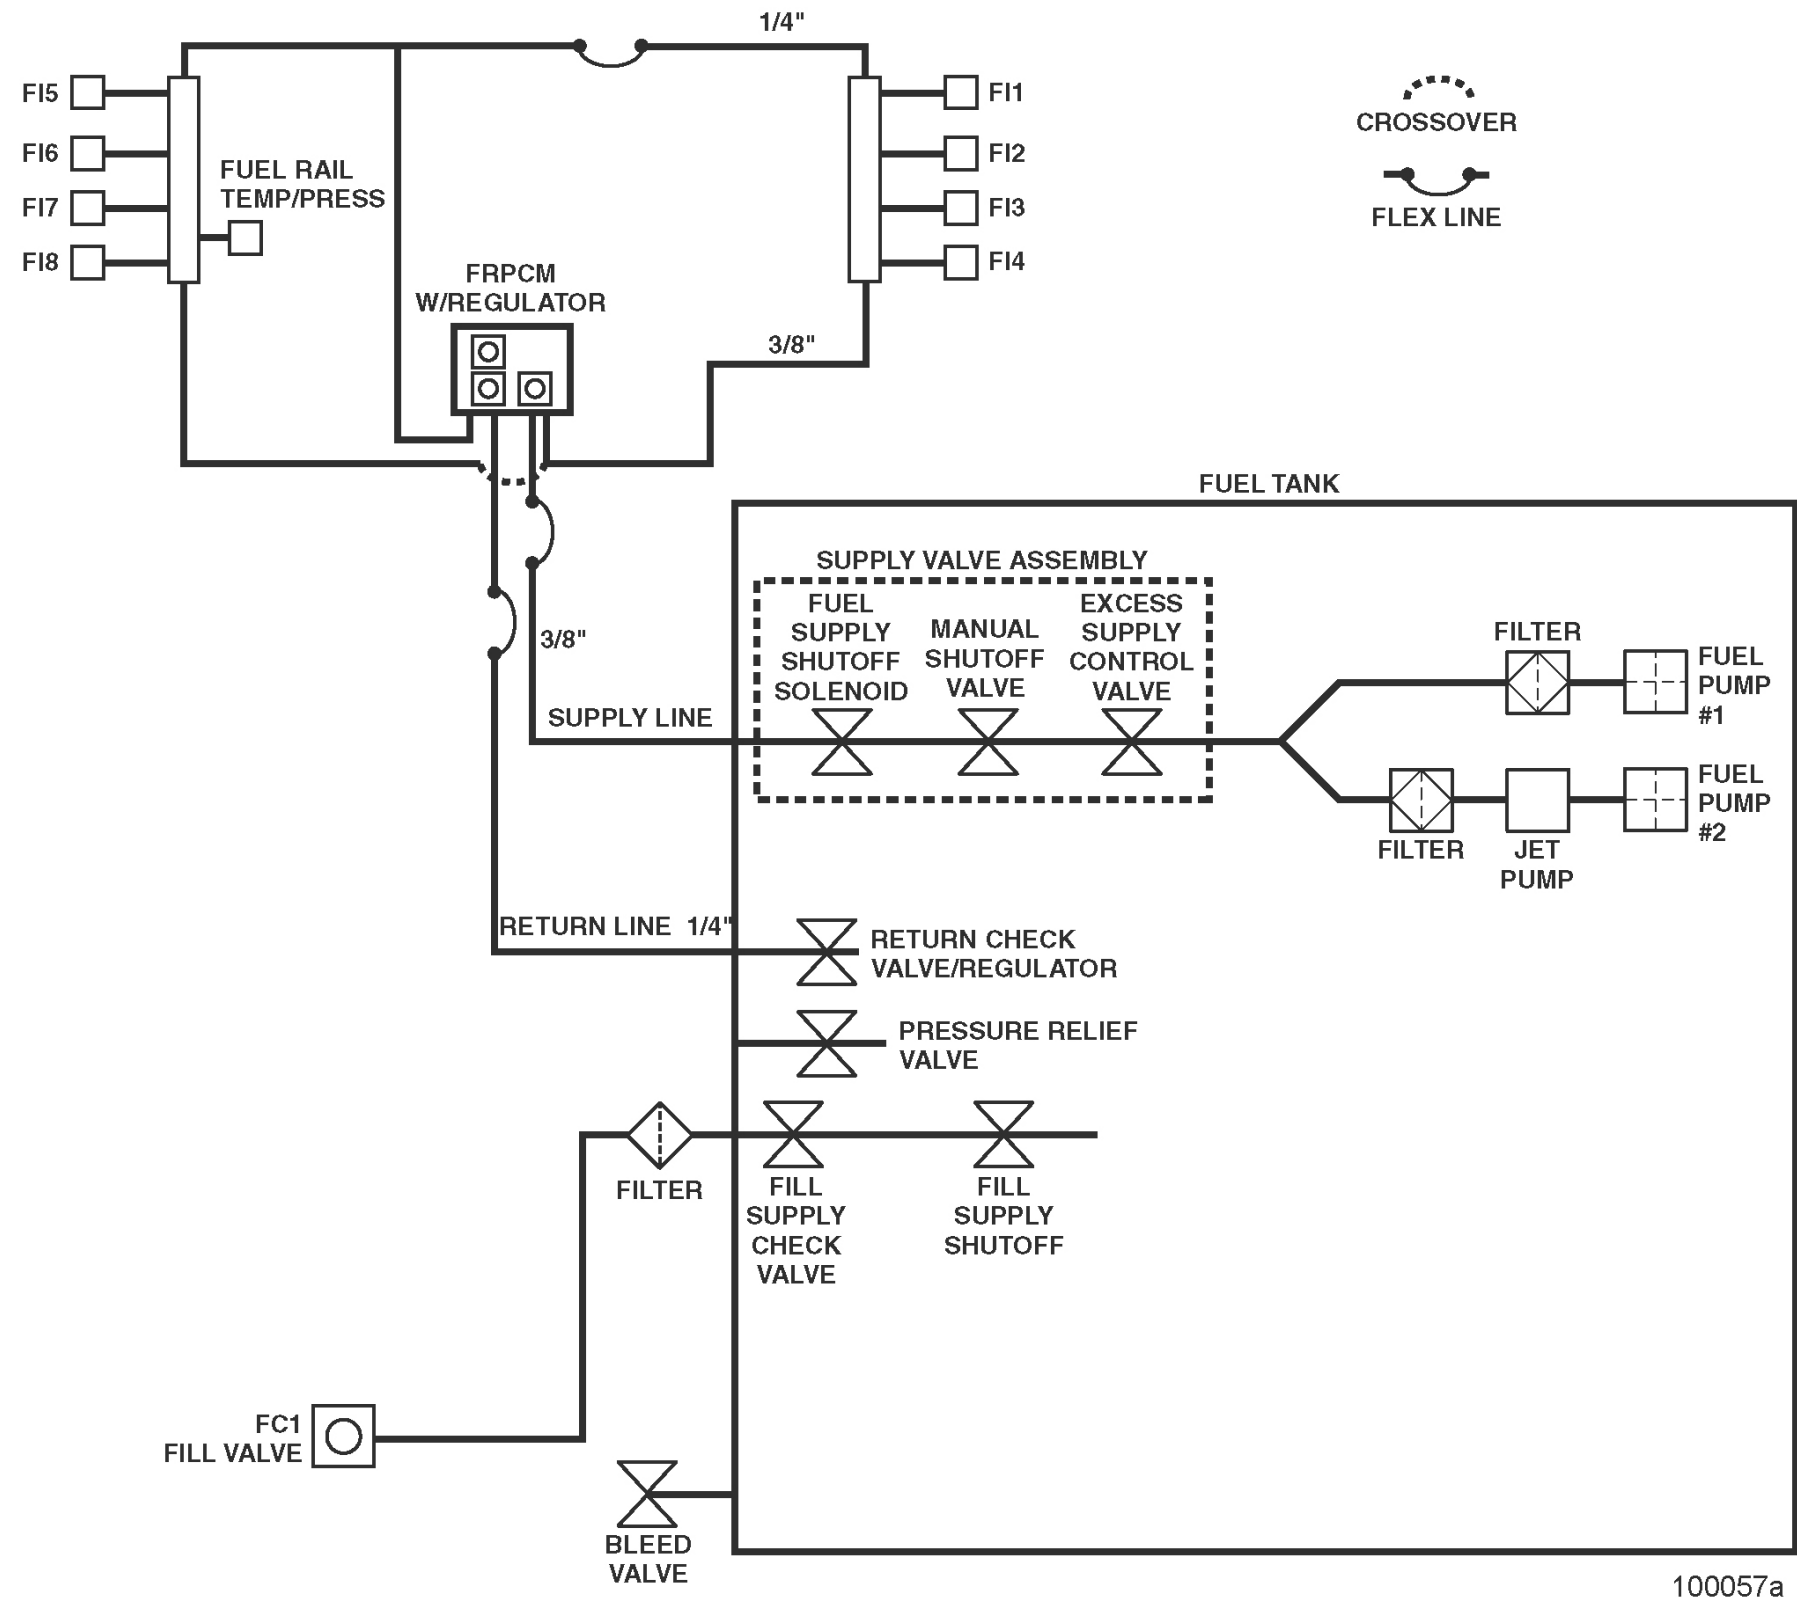 1/4"
FI5
FI6
FI7
FI8
FUEL RAIL
TEMP/PRESS
FI1
FI2
FI3
FI4
CROSSOVER
FLEX LINE
FRPCM
W/REGULATOR
3/8"
FUEL TANK
SUPPLY VALVE ASSEMBLY
FUEL
SUPPLY
SHUTOFF
SOLENOID
MANUAL
SHUTOFF
VALVE
EXCESS
SUPPLY
CONTROL
VALVE
3/8"
SUPPLY LINE
FILTER
FUEL
PUMP
#1
FUEL
PUMP
#2
FILTER
JET
PUMP
RETURN LINE 1/4"
RETURN CHECK
VALVE/REGULATOR
PRESSURE RELIEF
VALVE
FILTER
FILL
SUPPLY
CHECK
VALVE
FILL
SUPPLY
SHUTOFF
FC1
FILL VALVE
BLEED
VALVE
100057a